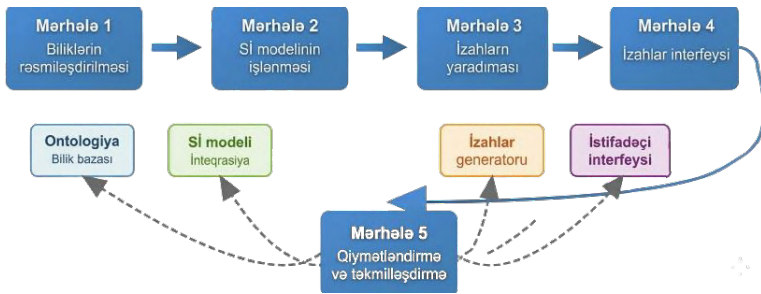 Mərhələ 1
Biliklərin
rəsmiləşdirilməsi
Mərhələ 2
Sİ modelinin
işlənməsi
Mərhələ 3
İzahlarn
yaradıması
Mərhələ 4
İzahlar interfeysi
Ontologiya
Bilik bazası
Sİ modeli
İnteqrasiya
İzahlar
generatoru
İstifadəçi
interfeysi
Mərhələ 5
Qiymətləndirmə
və təkmilləşdirmə